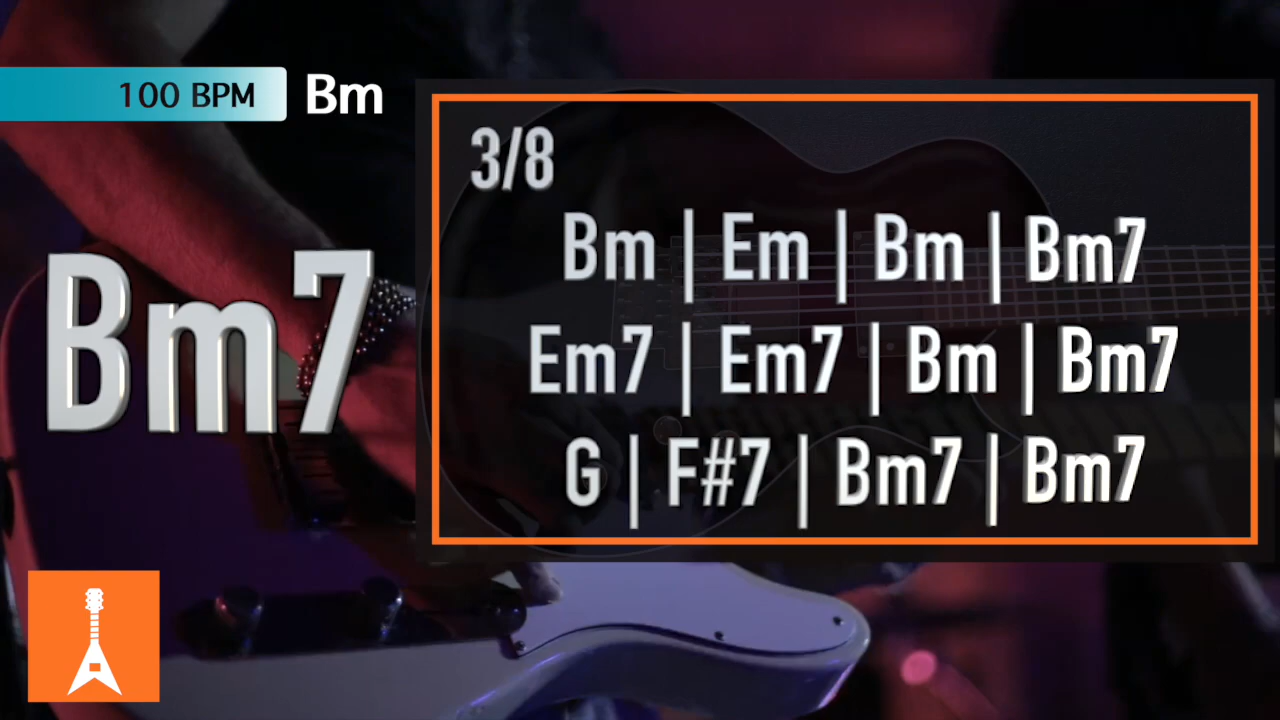 100 BPM Bm
3/8
Bm | Em | Bm | Bm7
Bm7
Em7 | Em7 | Bm | Bm7
G | F#7 | Bm7 | Bm7